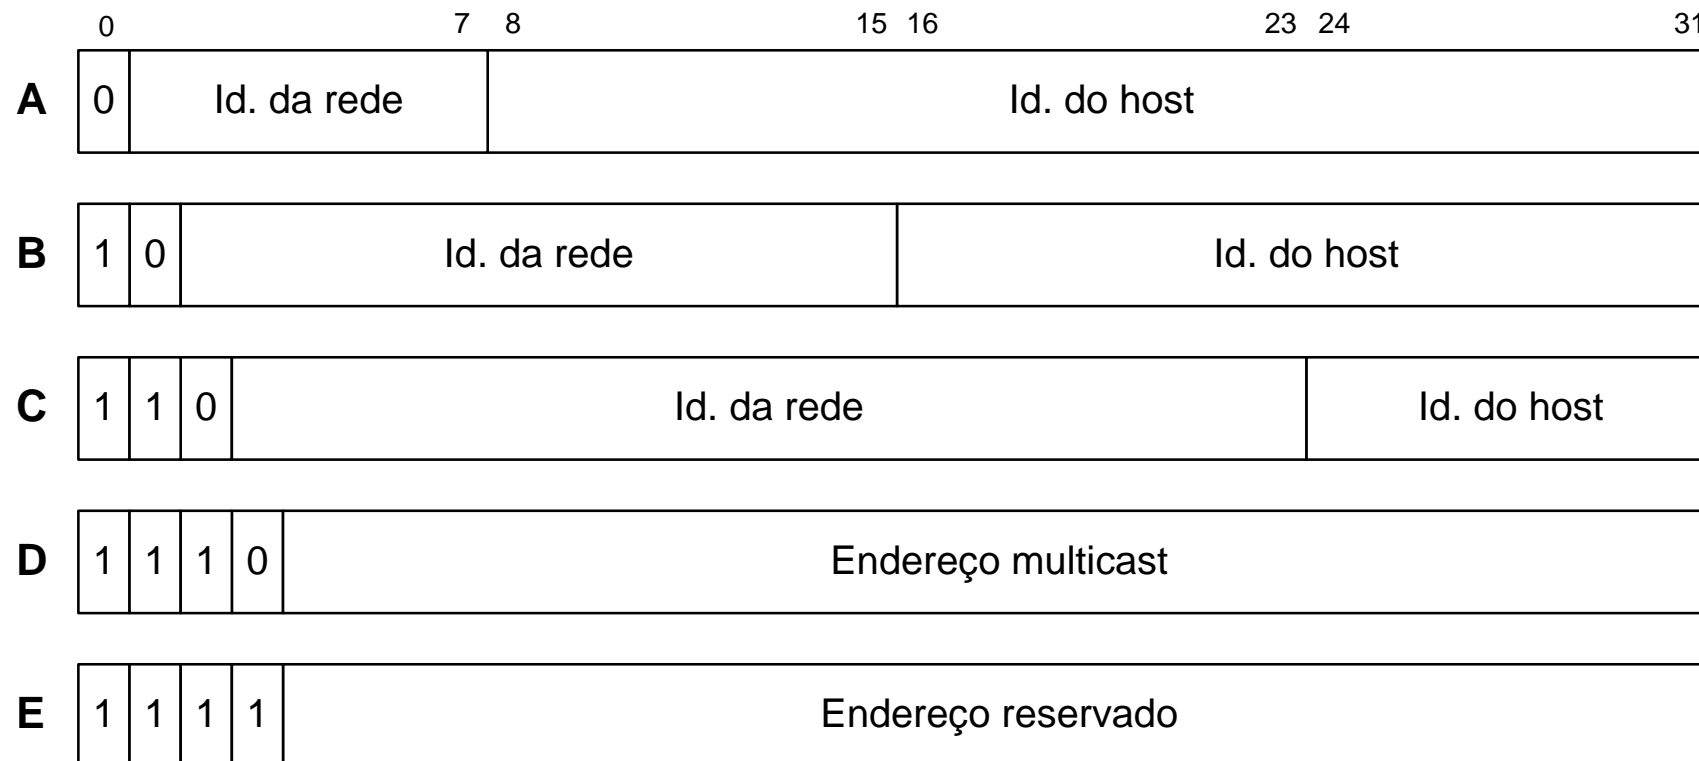 0 7 8 15 16 23 24 31
A 0 Id. da rede Id. do host
B 1 0 Id. da rede Id. do host
C 1 1 0 Id. da rede Id. do host
D 1 1 1 0 Endereço multicast
E 1 1 1 1 Endereço reservado